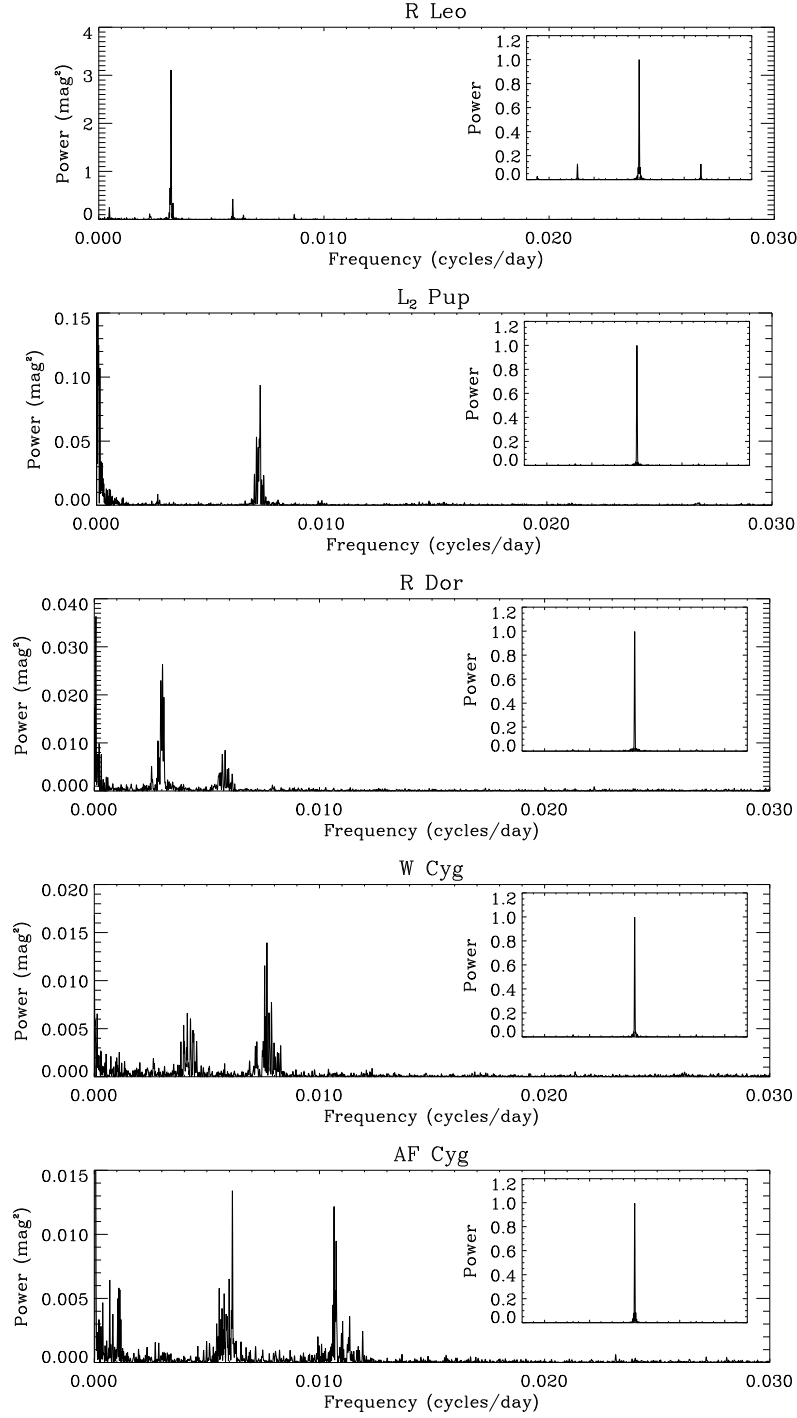 R Leo
Power (mag²)
4
3
2
1
0
Power
1.2
1.0
0.8
0.6
0.4
0.2
0.0
0.000 0.010 0.020 0.030
Frequency (cycles/day)
L₂ Pup
Power (mag²)
0.15
0.10
0.05
0.00
Power
1.2
1.0
0.8
0.6
0.4
0.2
0.0
0.000 0.010 0.020 0.030
Frequency (cycles/day)
R Dor
Power (mag²)
0.040
0.030
0.020
0.010
0.000
Power
1.2
1.0
0.8
0.6
0.4
0.2
0.0
0.000 0.010 0.020 0.030
Frequency (cycles/day)
W Cyg
Power (mag²)
0.020
0.015
0.010
0.005
0.000
Power
1.2
1.0
0.8
0.6
0.4
0.2
0.0
0.000 0.010 0.020 0.030
Frequency (cycles/day)
AF Cyg
Power (mag²)
0.015
0.010
0.005
0.000
Power
1.2
1.0
0.8
0.6
0.4
0.2
0.0
0.000 0.010 0.020 0.030
Frequency (cycles/day)